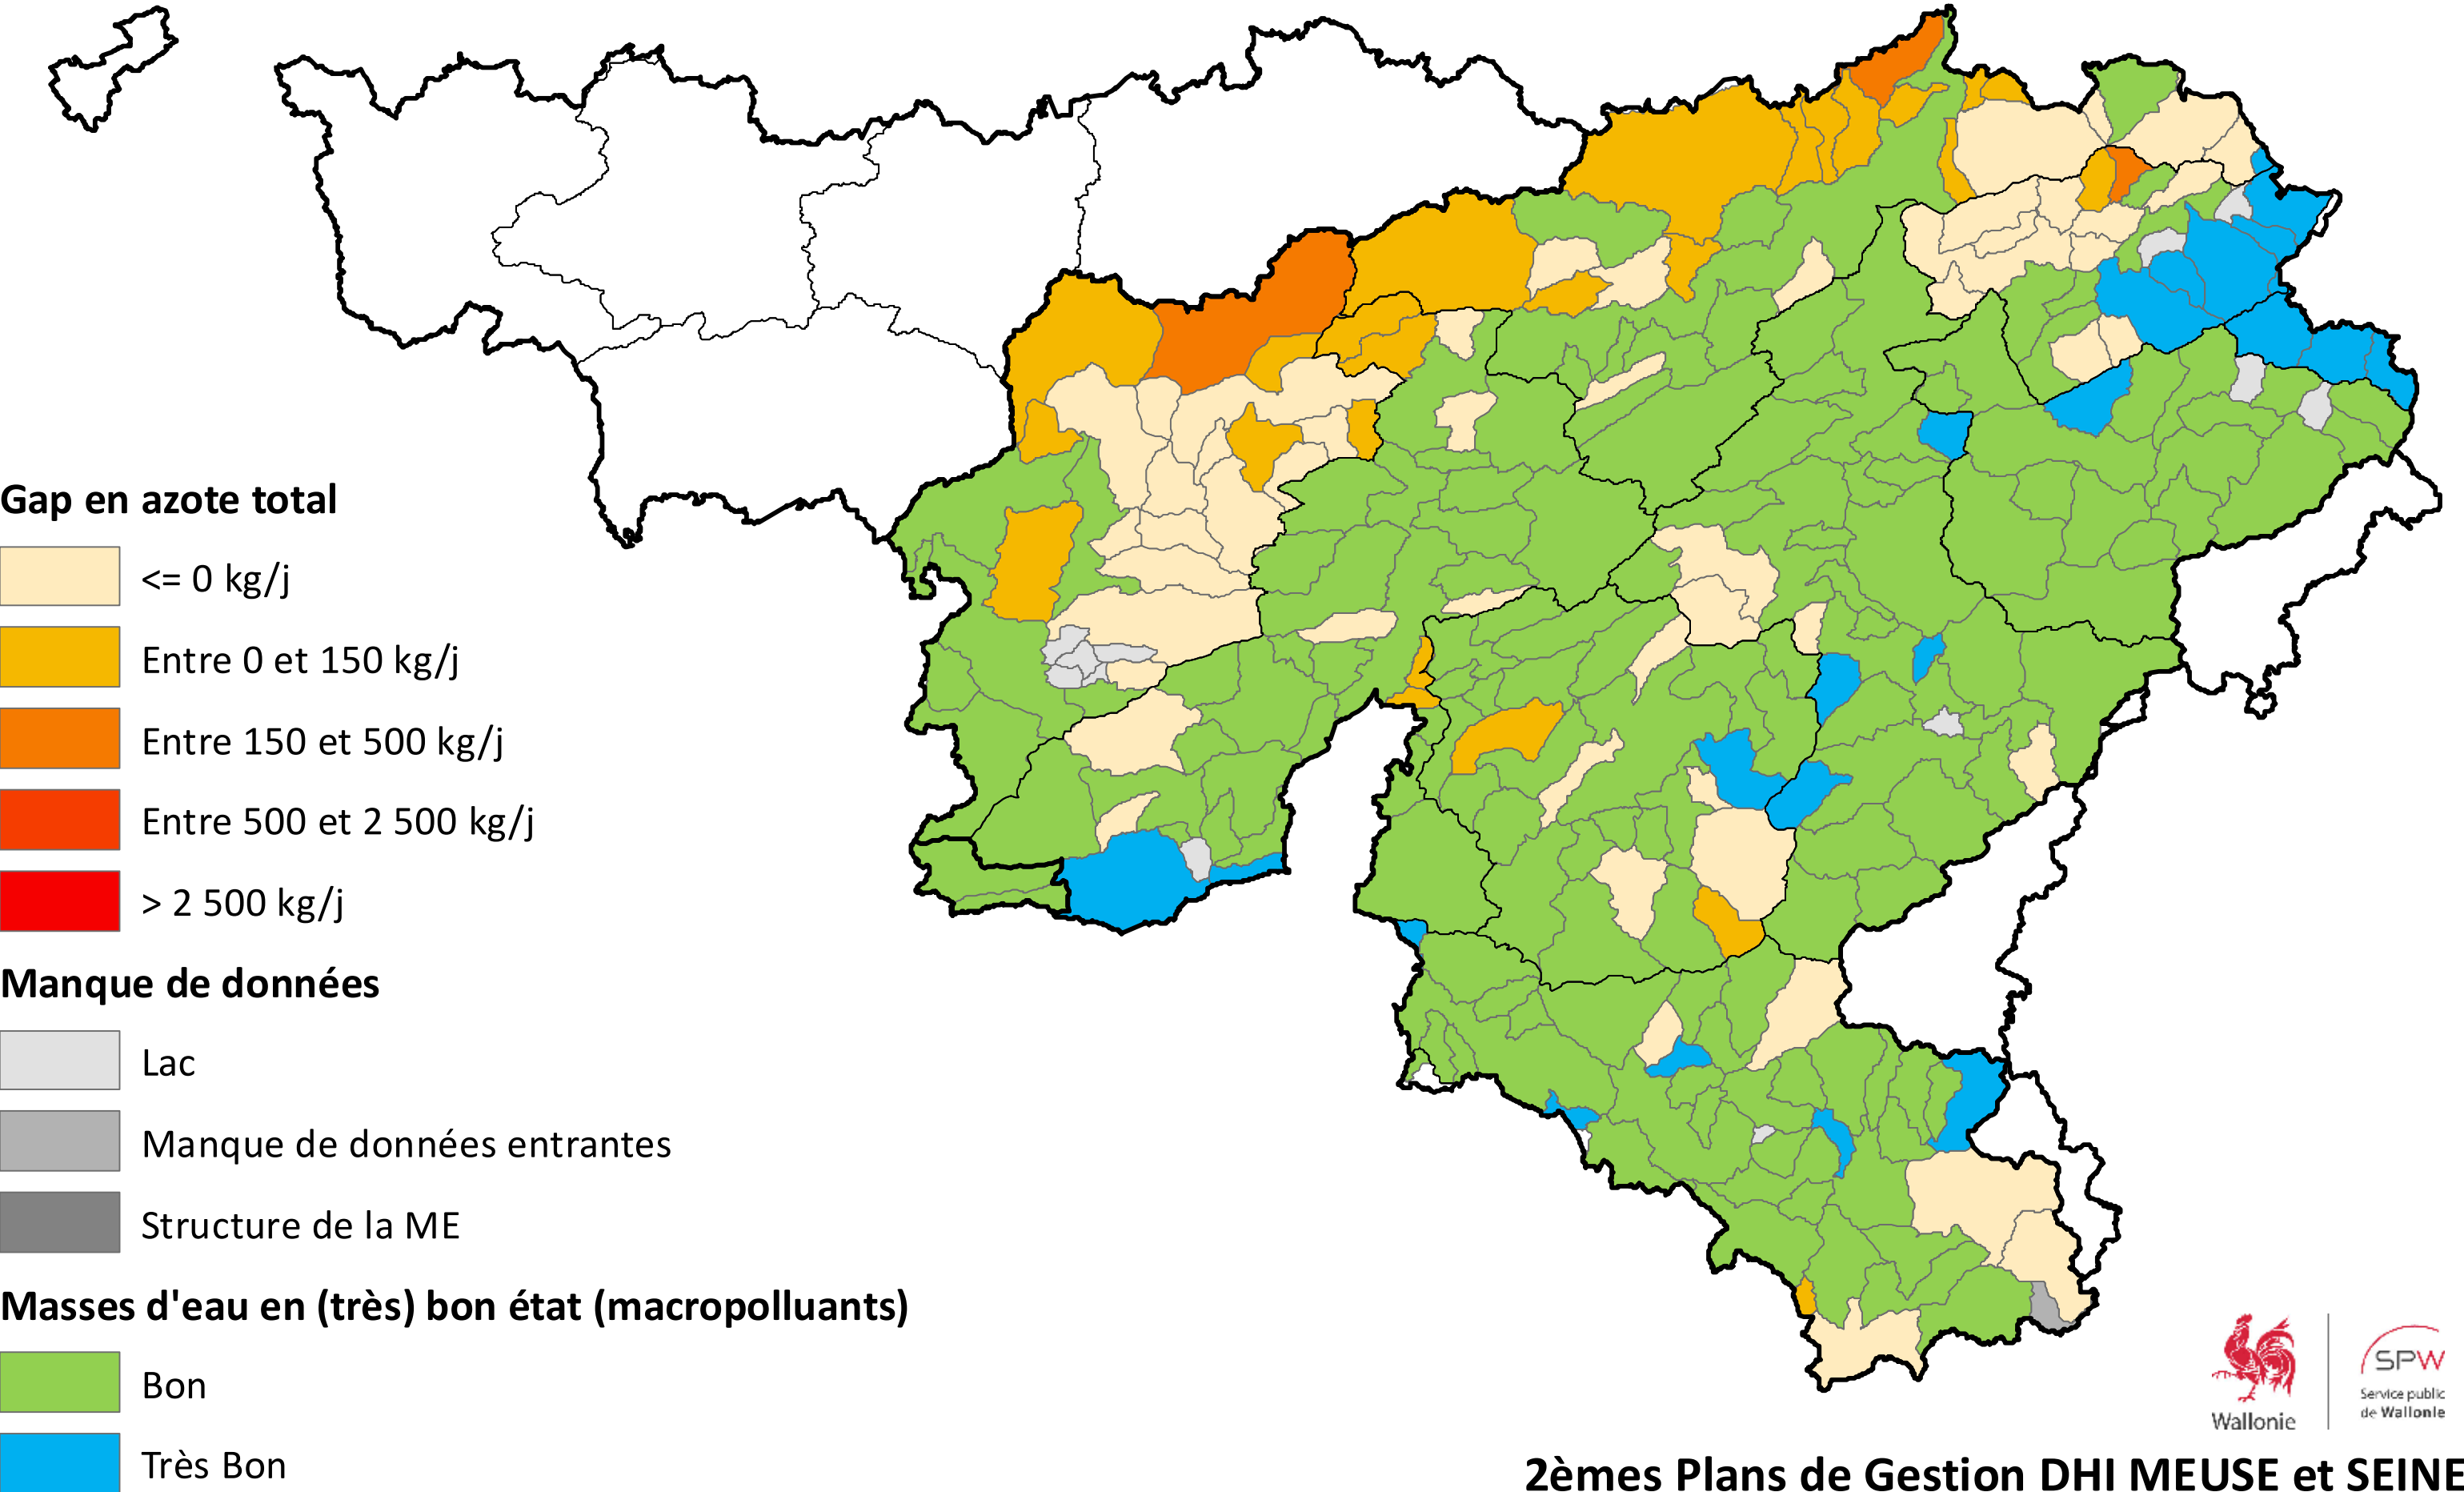 Gap en azote total
<= 0 kg/j
Entre 0 et 150 kg/j
Entre 150 et 500 kg/j
Entre 500 et 2 500 kg/j
> 2 500 kg/j
Manque de données
Lac
Manque de données entrantes
Structure de la ME
Masses d'eau en (très) bon état (macropolluants)
Bon
Très Bon
Wallonie
SPW
Service public
de Wallonie
2èmes Plans de Gestion DHI MEUSE et SEINE